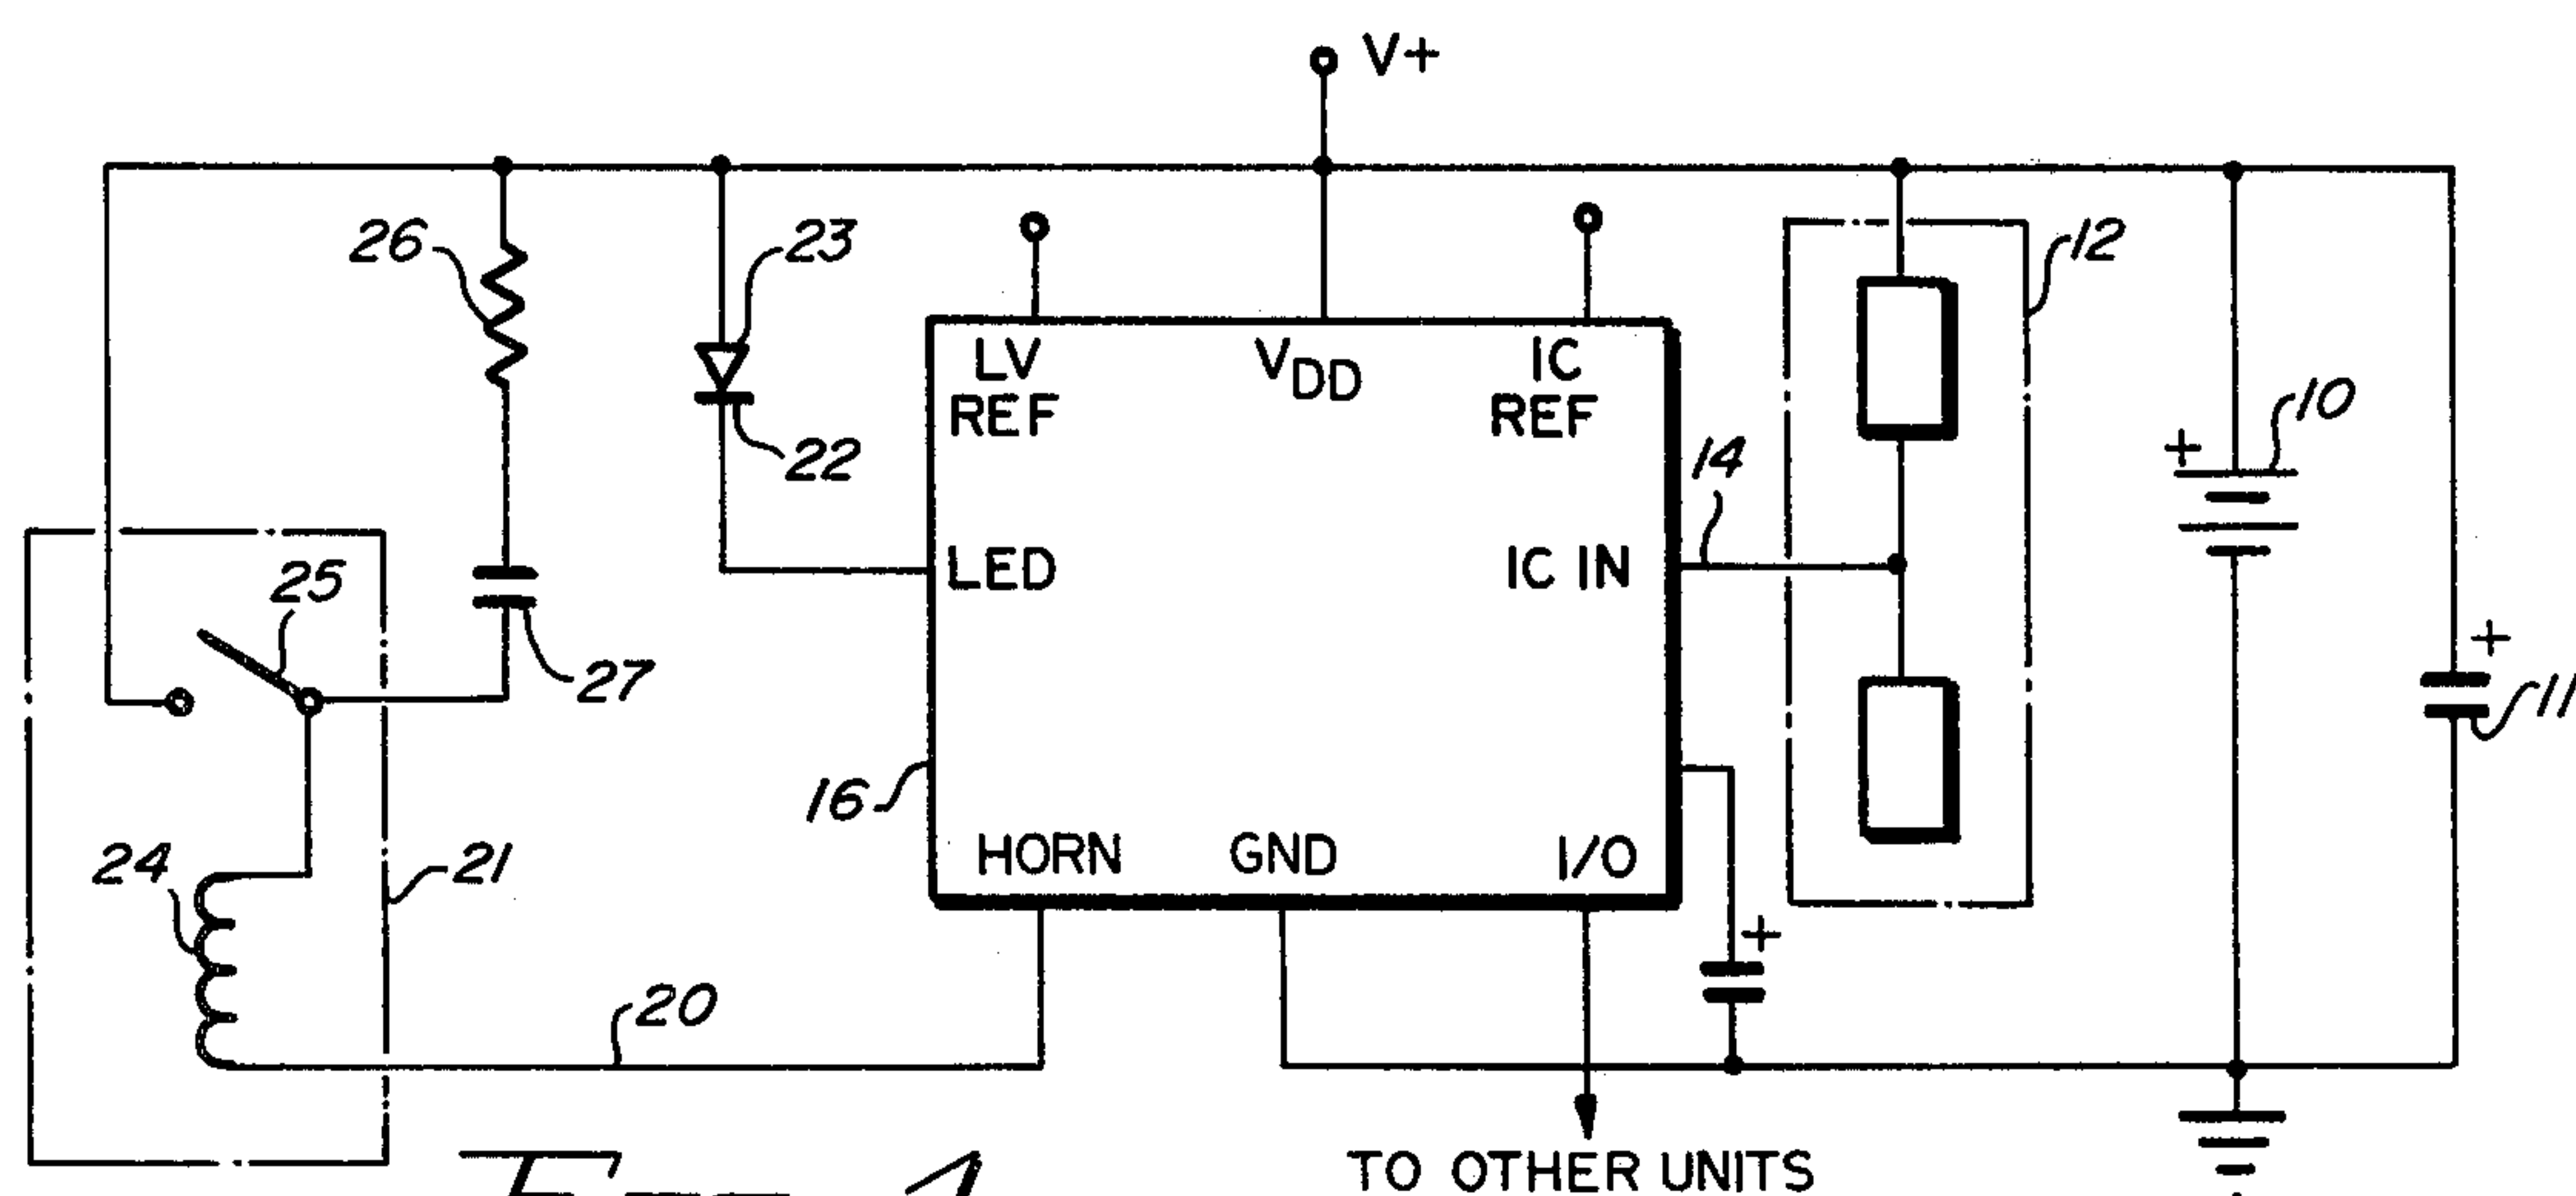 V+
26
23
12
LV REF
VDD
IC REF
10
22
14
LED
IC IN
25
27
+
+
11
16
HORN
GND
I/O
24
21
+
20
TO OTHER UNITS